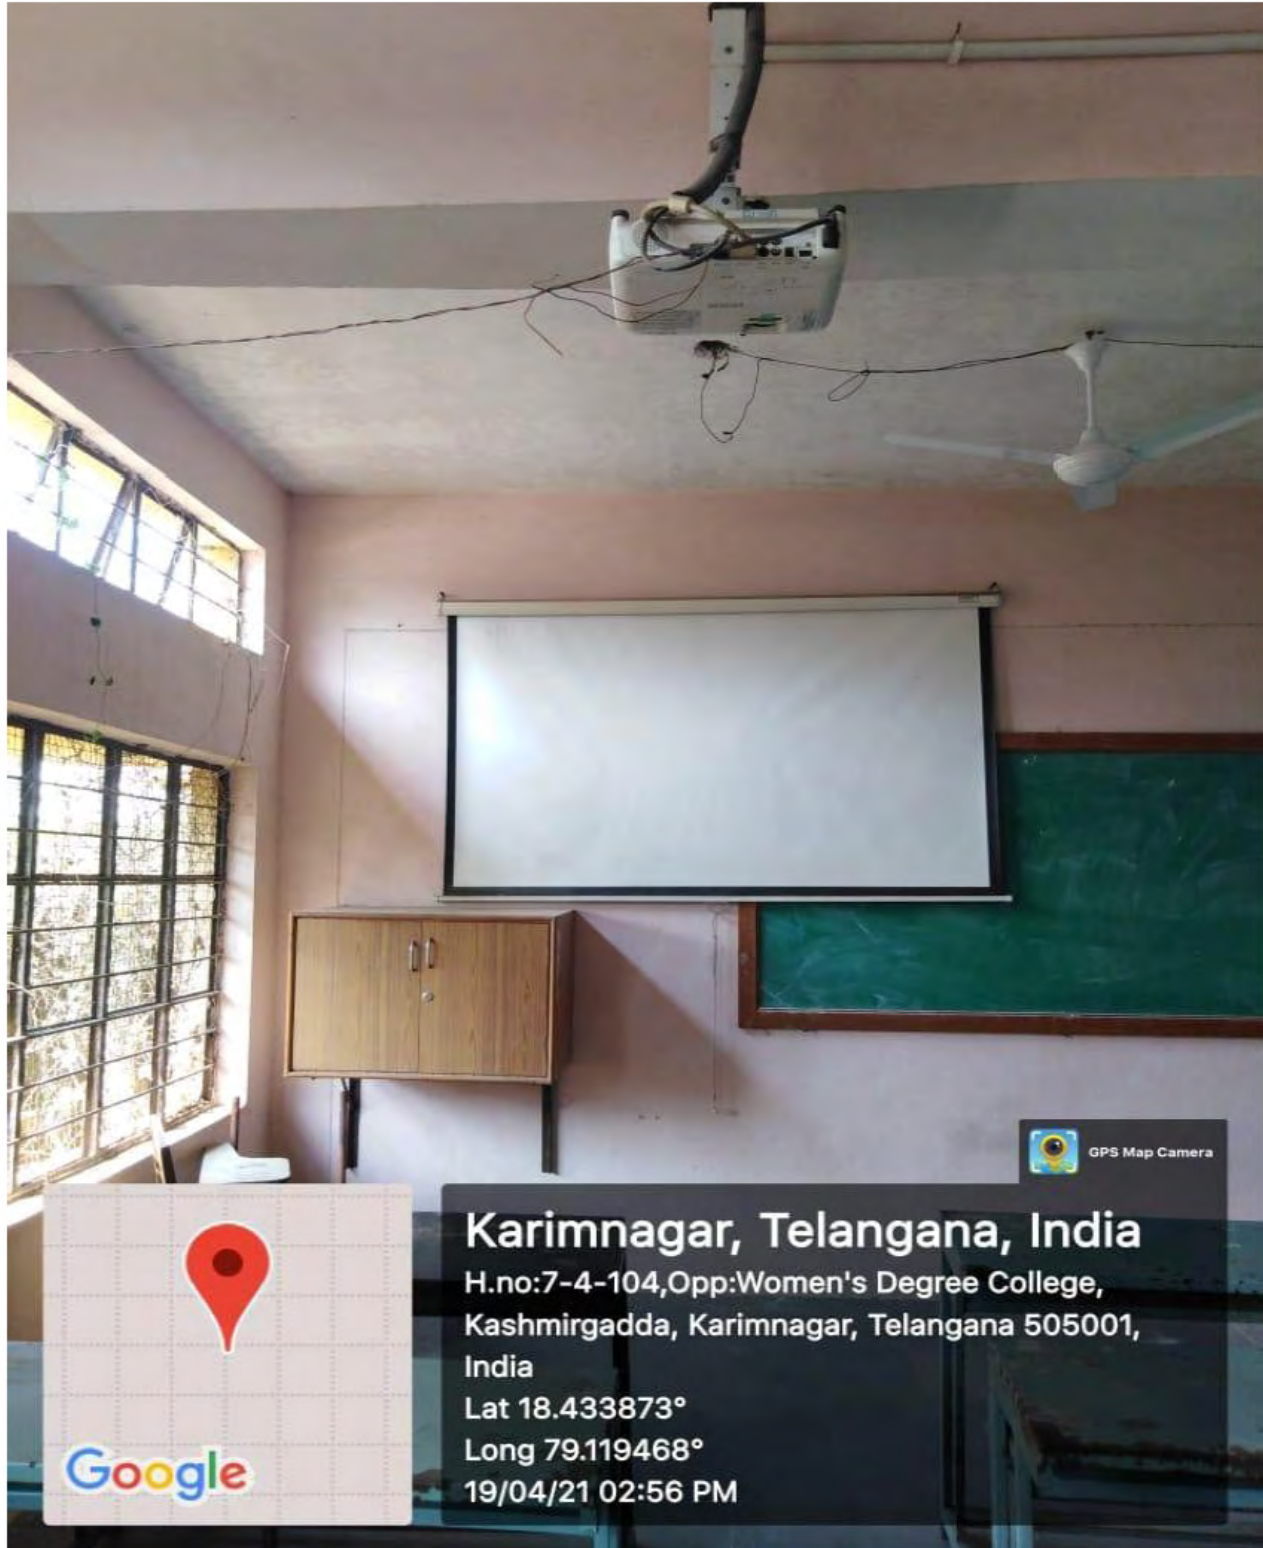 GPS Map Camera
Karimnagar, Telangana, India
H.no:7-4-104,Opp:Women's Degree College,
Kashmirgadda, Karimnagar, Telangana 505001,
India
Lat 18.433873°
Long 79.119468°
19/04/21 02:56 PM
Google